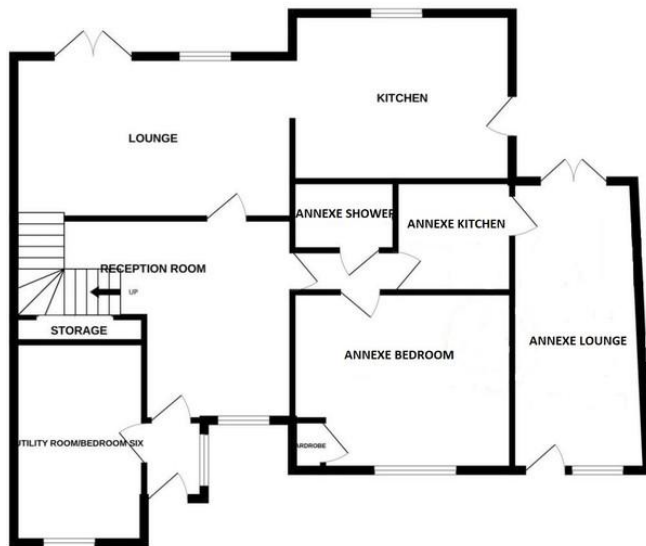 KITCHEN
LOUNGE
ANNEXE SHOWER
ANNEXE KITCHEN
RECEPTION ROOM
UP
STORAGE
ANNEXE LOUNGE
ANNEXE BEDROOM
UTILITY ROOM/BEDROOM SIX
ARDROBE